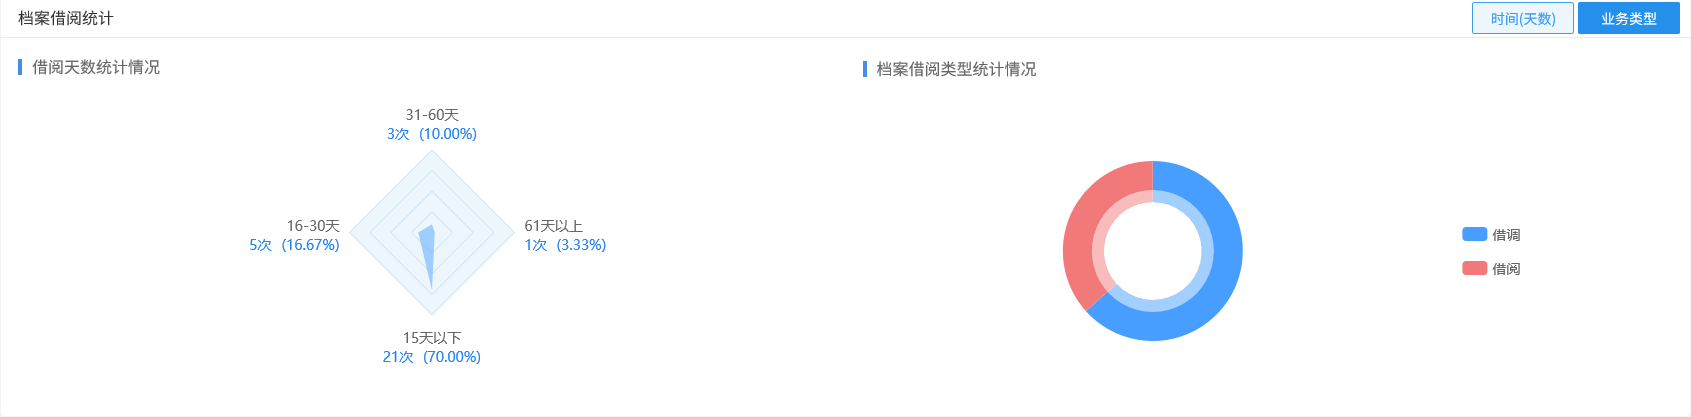 档案借阅统计
时间(天数)
业务类型
借阅天数统计情况
31-60天
3次 (10.00%)
16-30天
5次 (16.67%)
61天以上
1次 (3.33%)
15天以下
21次 (70.00%)
档案借阅类型统计情况
借调
借阅